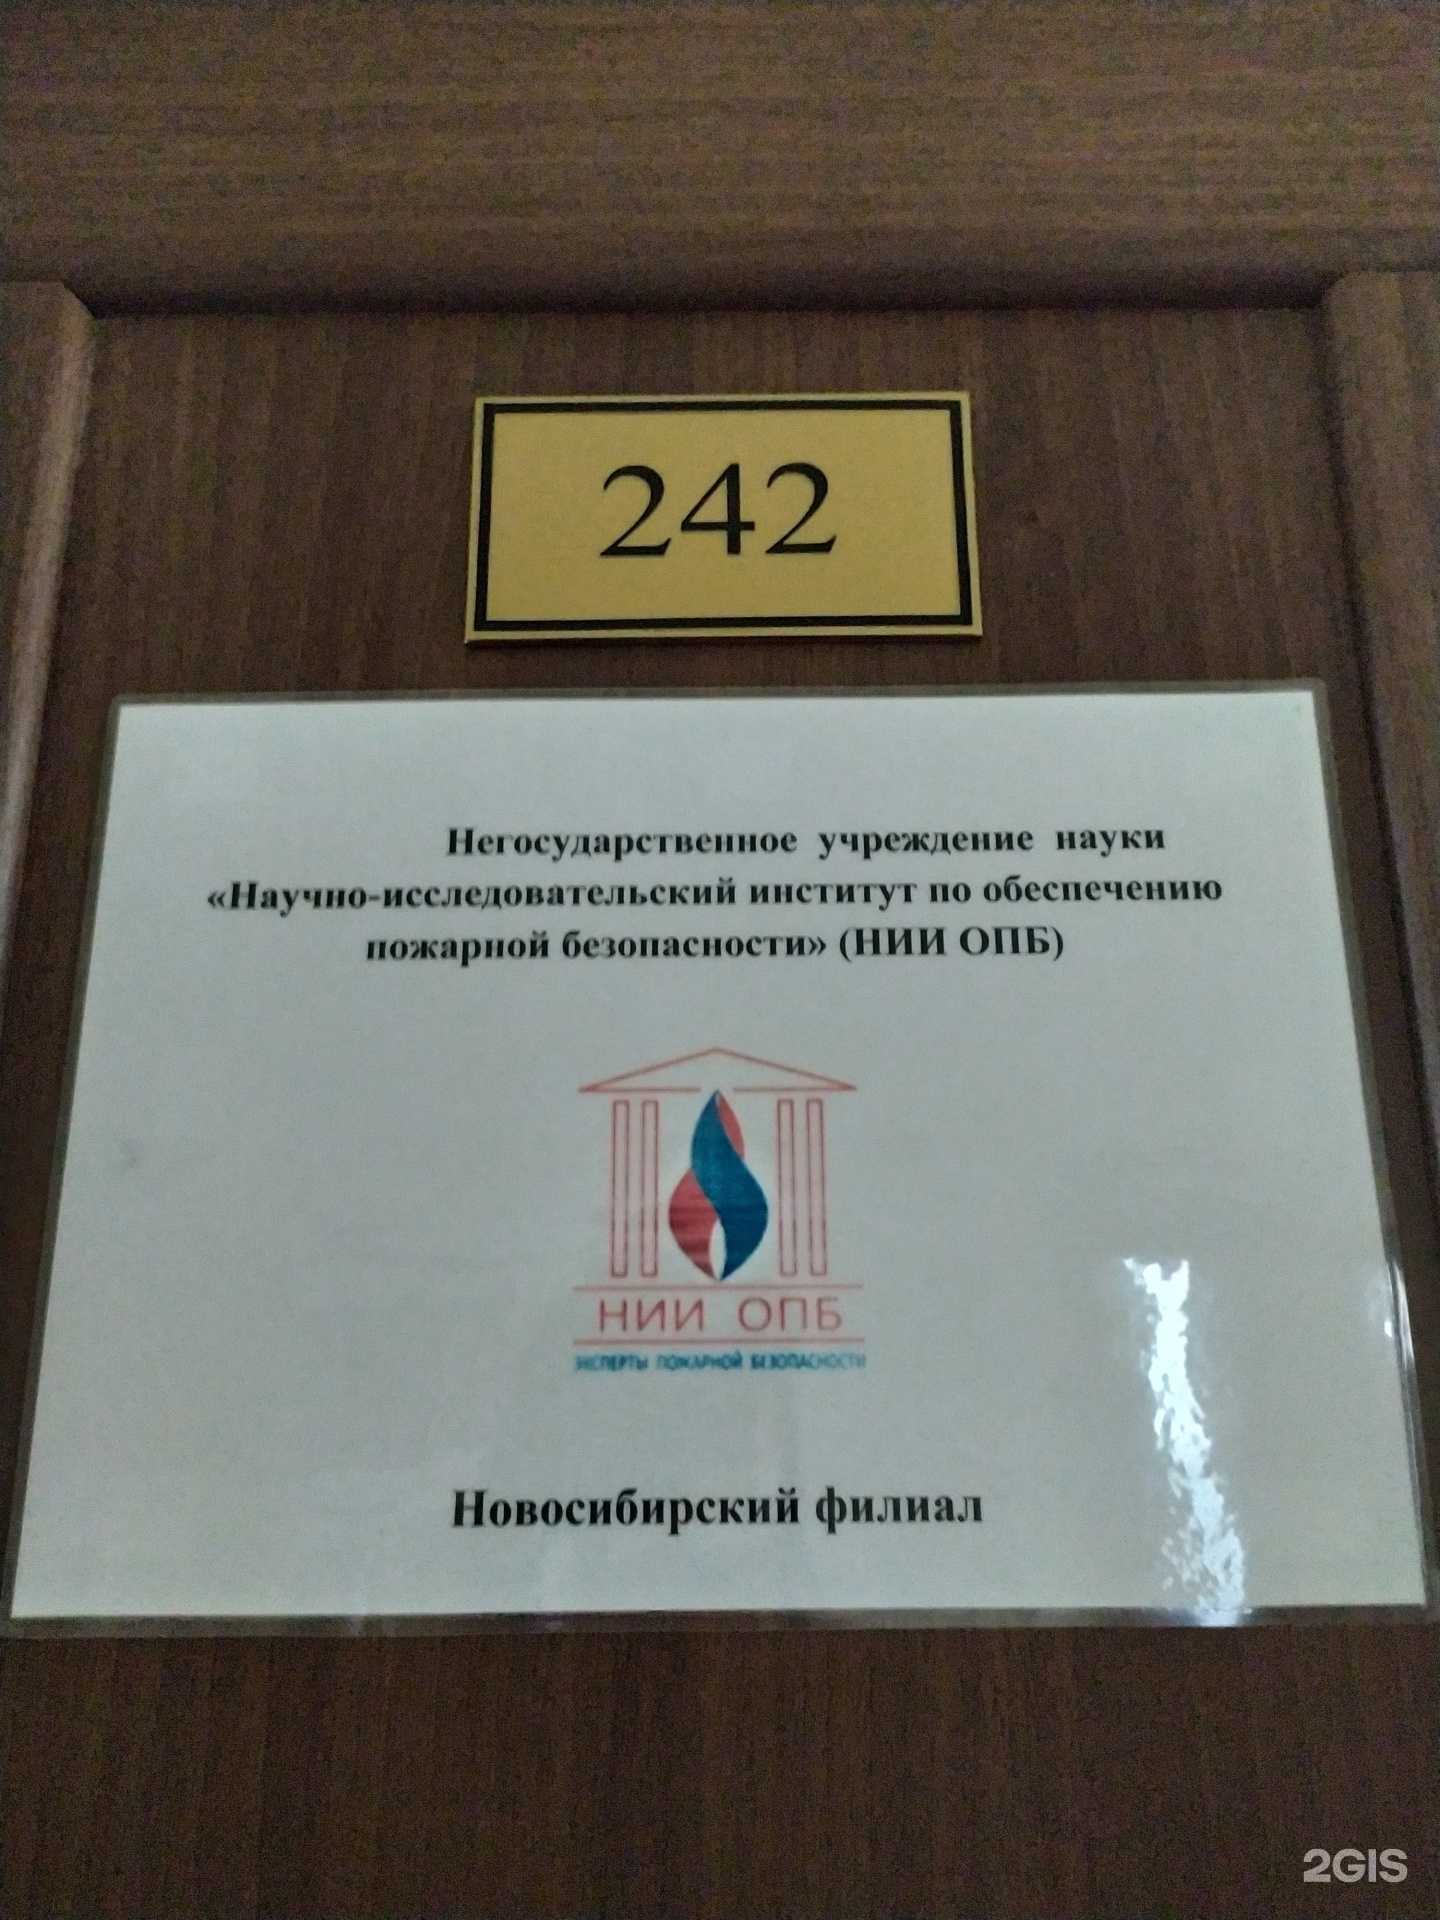 242
Негосударственное учреждение науки
«Научно-исследовательский институт по обеспечению
пожарной безопасности» (НИИ ОПБ)
НИИ ОПБ
ЭКСПЕРТЫ ПОЖАРНОЙ БЕЗОПАСНОСТИ
Новосибирский филиал
2GIS